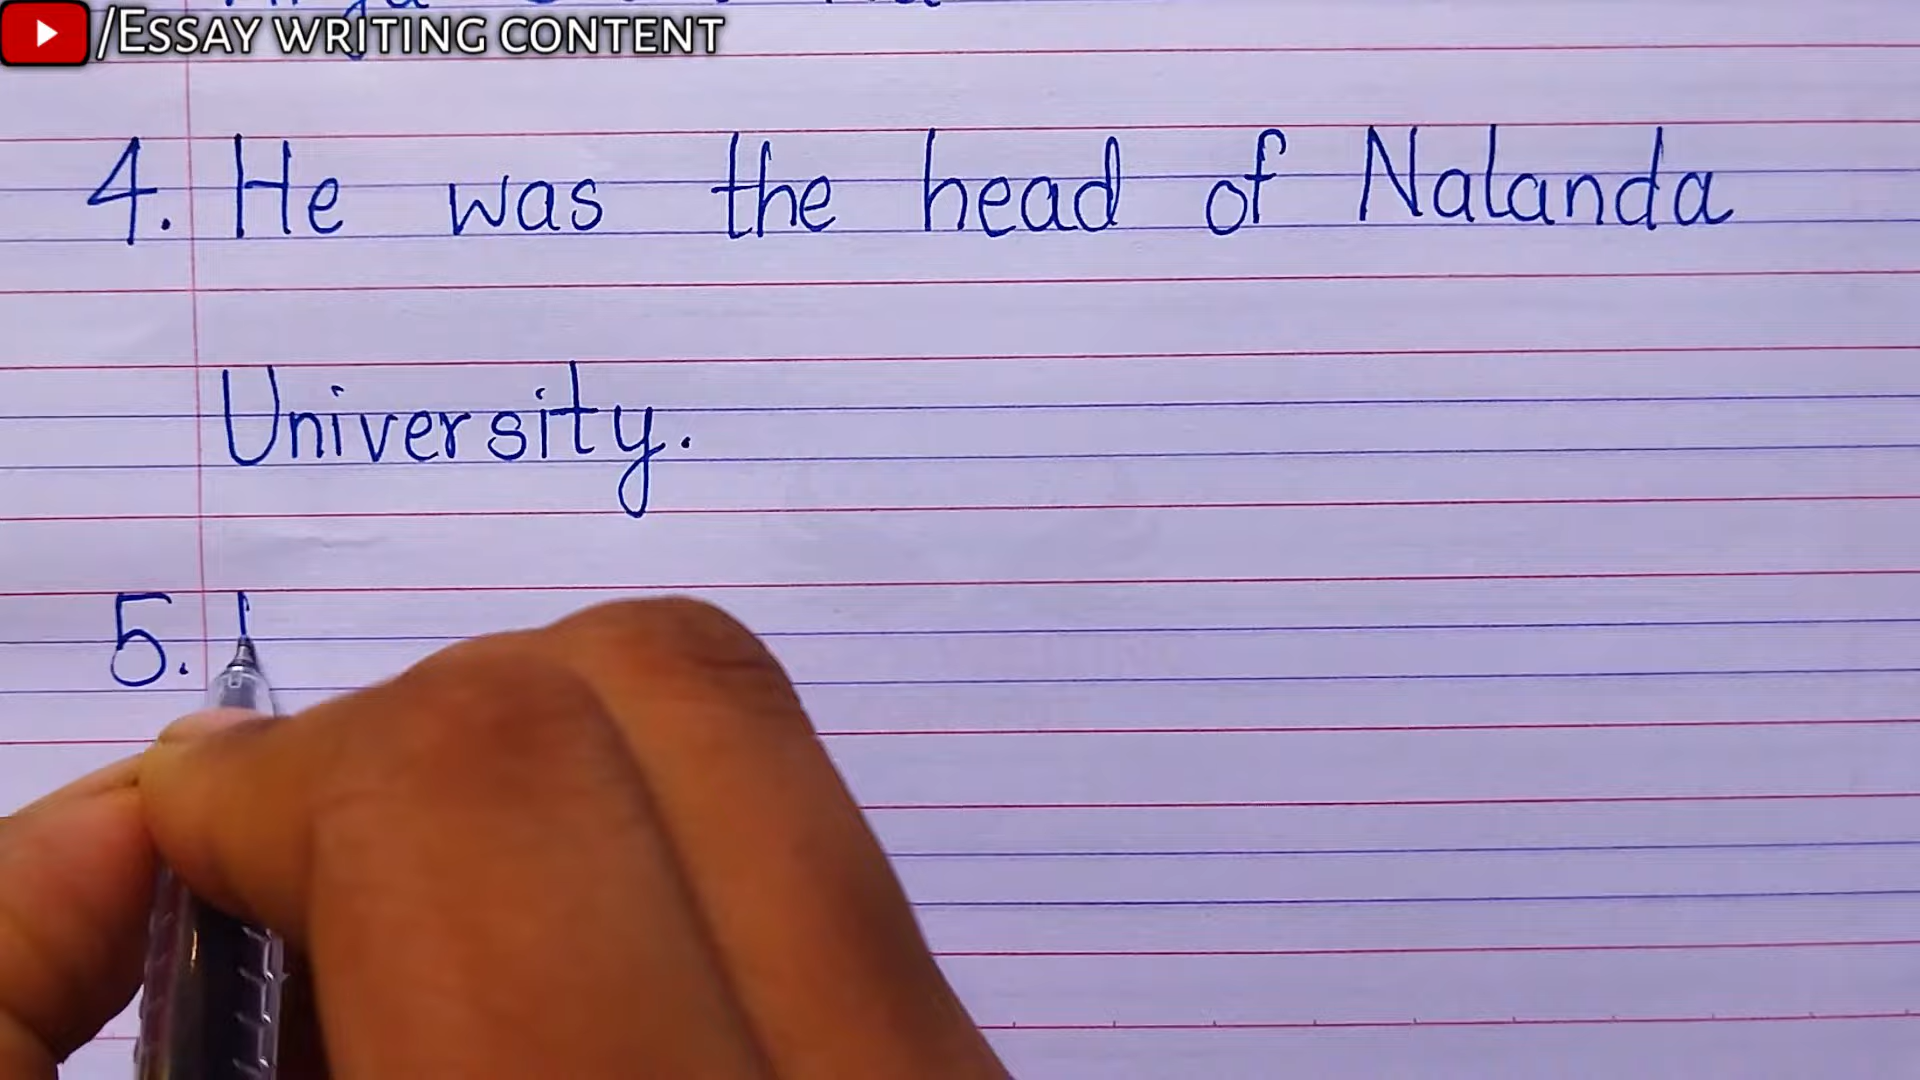 /ESSAY WRITING CONTENT
4. He was the head of Nalanda
University.
5.